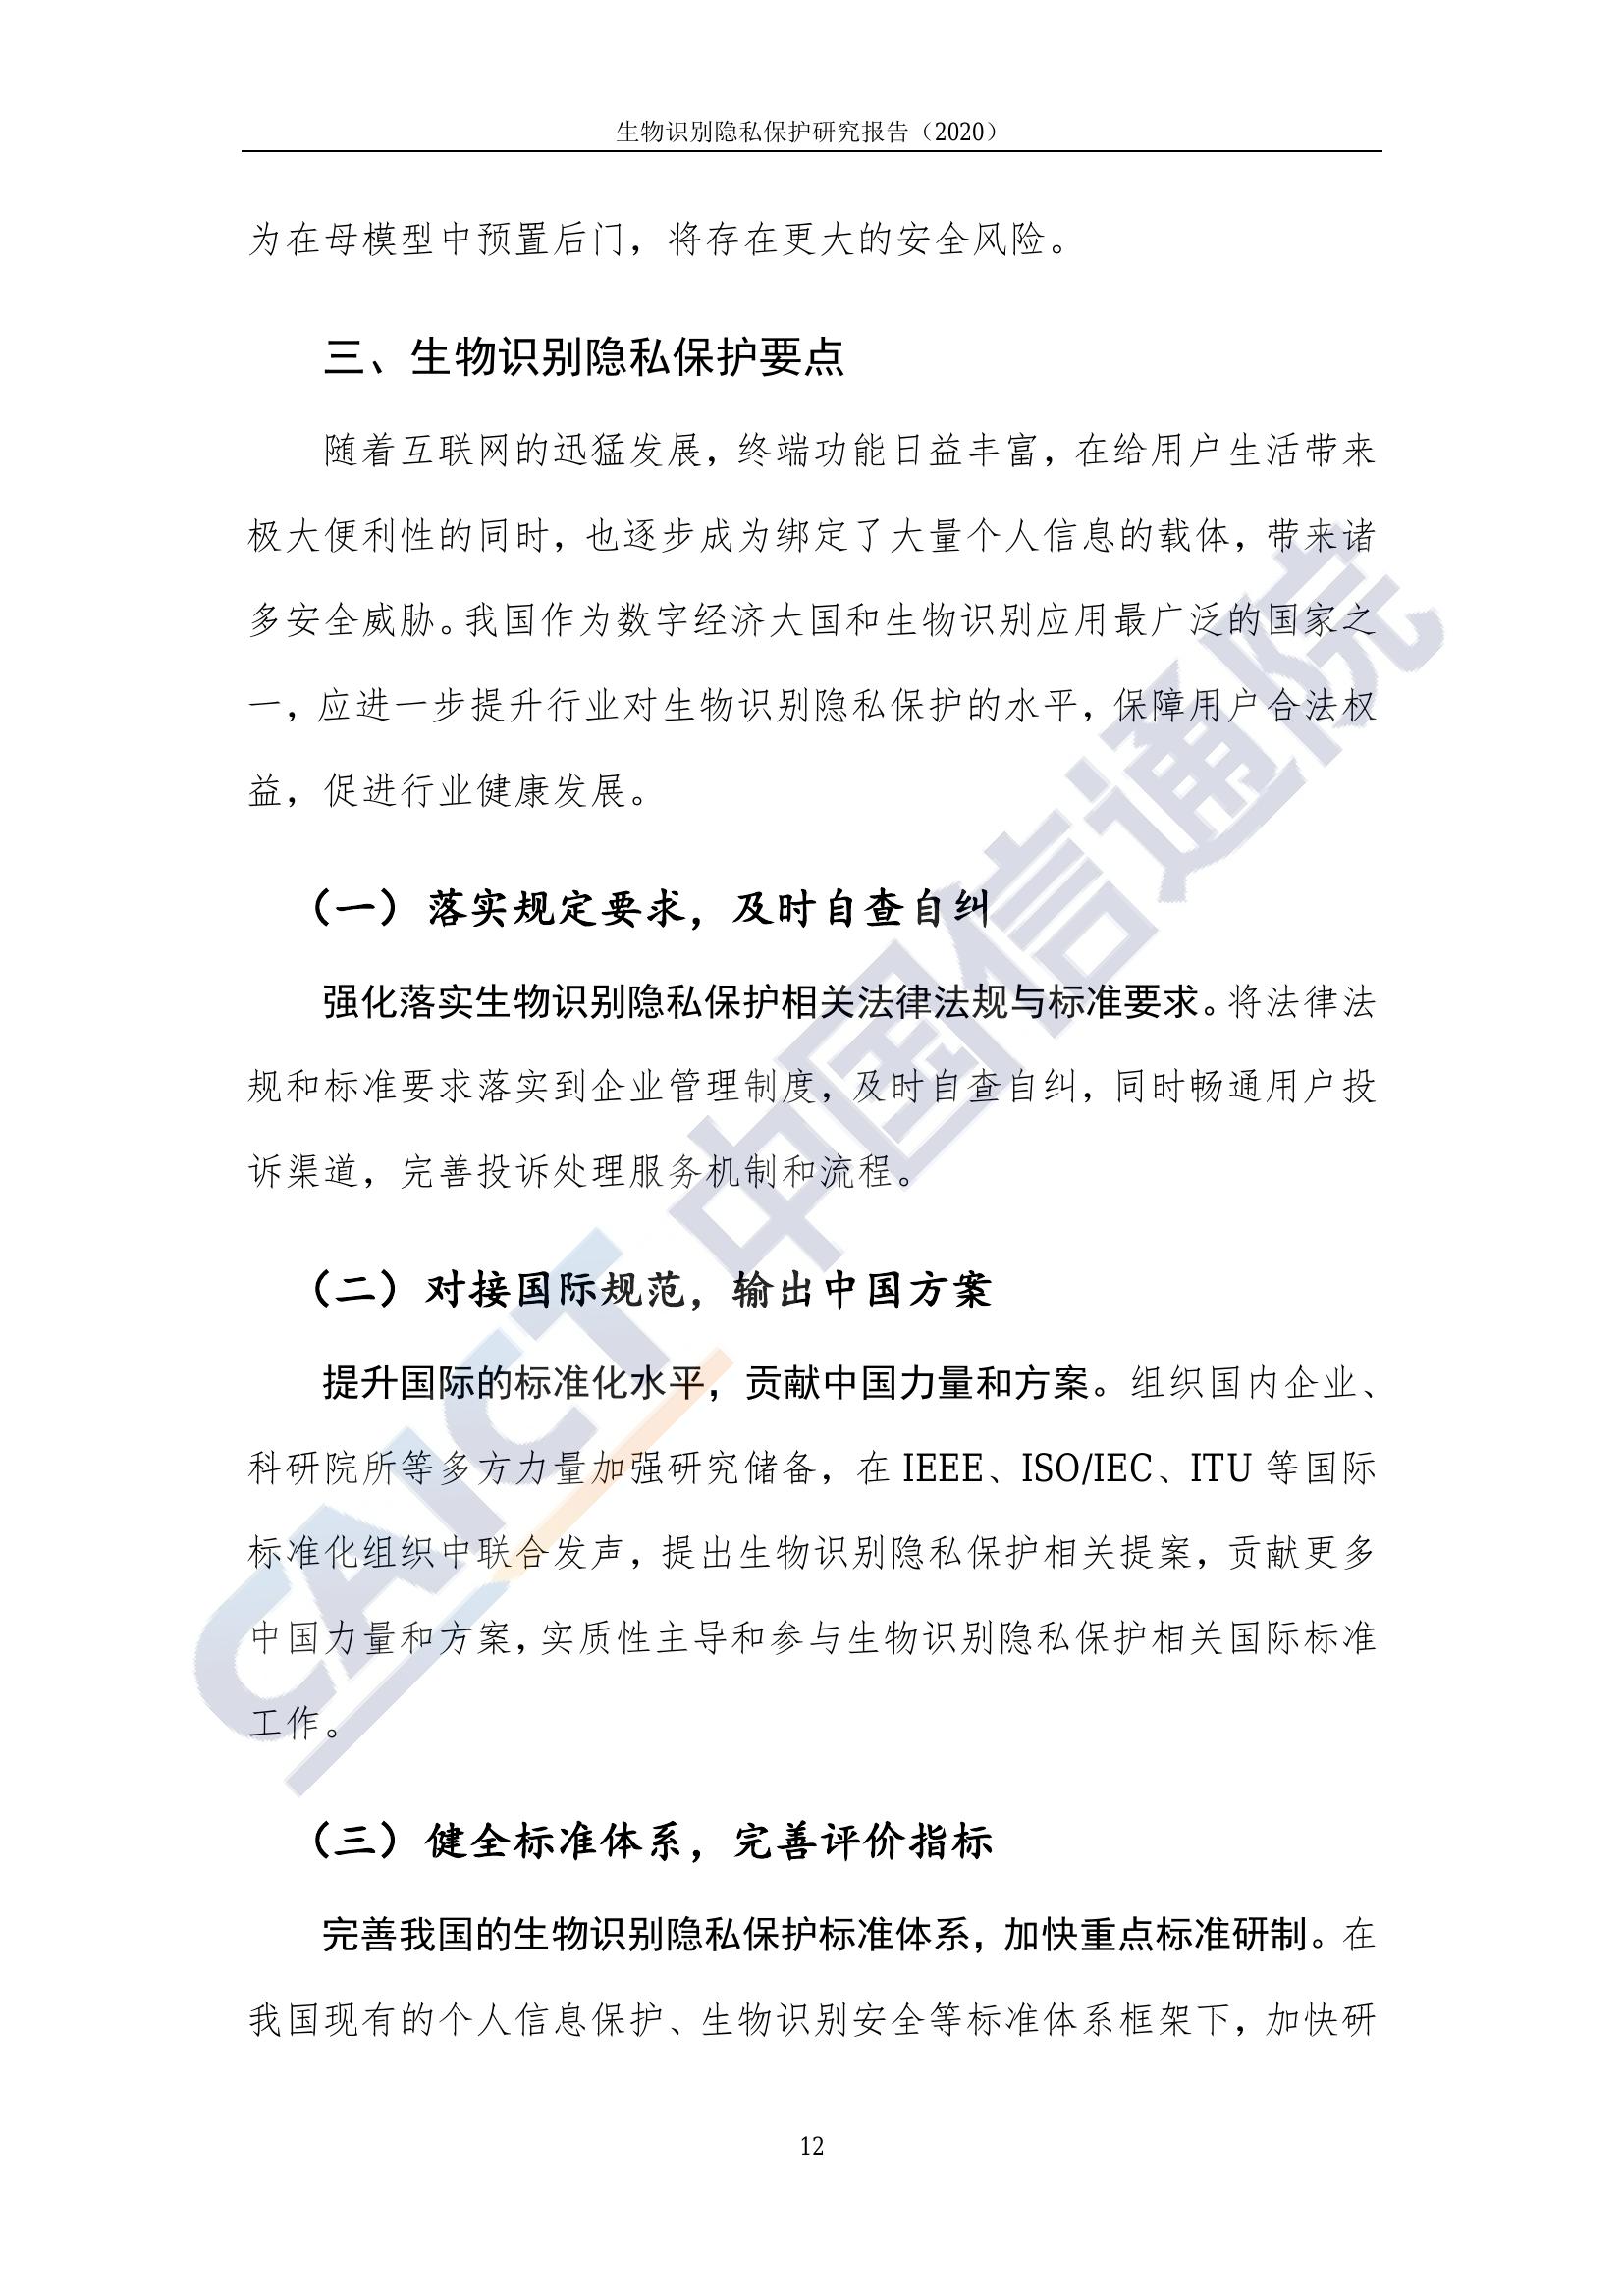 生物识别隐私保护研究报告（2020）
为在母模型中预置后门，将存在更大的安全风险。
三、生物识别隐私保护要点
随着互联网的迅猛发展，终端功能日益丰富，在给用户生活带来
极大便利性的同时，也逐步成为绑定了大量个人信息的载体，带来诸
多安全威胁。我国作为数字经济大国和生物识别应用最广泛的国家之
一，应进一步提升行业对生物识别隐私保护的水平，保障用户合法权
益，促进行业健康发展。
（一）落实规定要求，及时自查自纠
强化落实生物识别隐私保护相关法律法规与标准要求。将法律法
规和标准要求落实到企业管理制度，及时自查自纠，同时畅通用户投
诉渠道，完善投诉处理服务机制和流程。
（二）对接国际规范，输出中国方案
提升国际的标准化水平，贡献中国力量和方案。组织国内企业、
科研院所等多方力量加强研究储备，在 IEEE、ISO/IEC、ITU 等国际
标准化组织中联合发声，提出生物识别隐私保护相关提案，贡献更多
中国力量和方案，实质性主导和参与生物识别隐私保护相关国际标准
工作。
（三）健全标准体系，完善评价指标
完善我国的生物识别隐私保护标准体系，加快重点标准研制。在
我国现有的个人信息保护、生物识别安全等标准体系框架下，加快研
12
CAICT 中国信通院